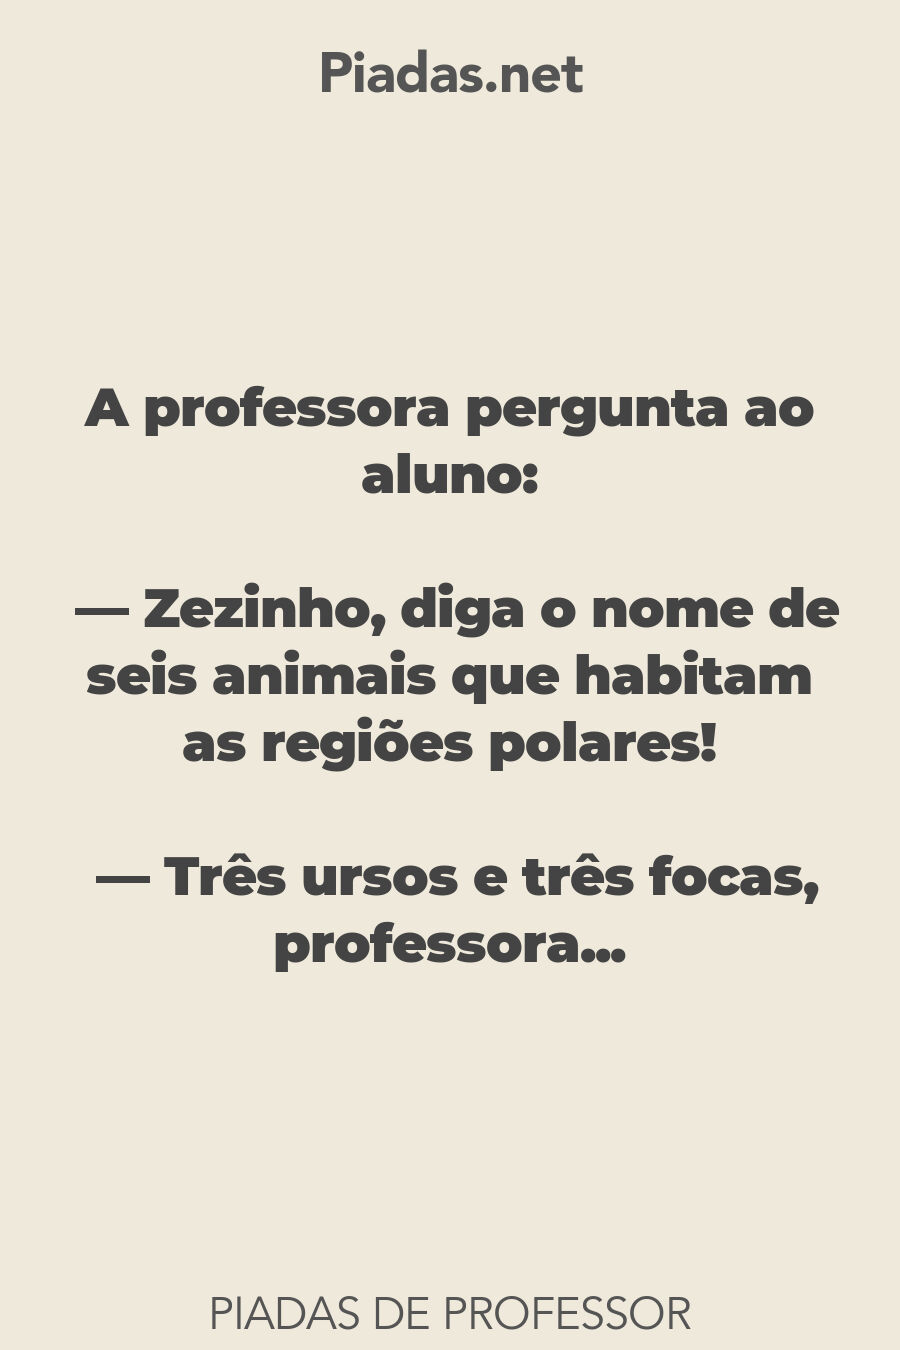 Piadas.net
A professora pergunta ao
aluno:
— Zezinho, diga o nome de
seis animais que habitam
as regiões polares!
— Três ursos e três focas,
professora...
PIADAS DE PROFESSOR